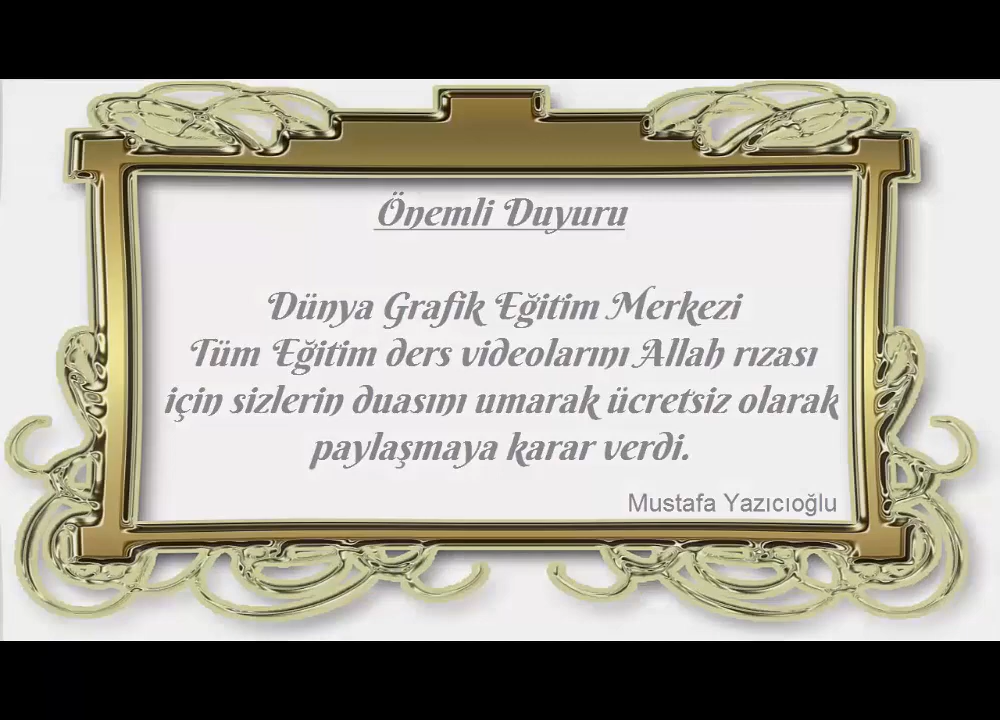 Önemli Duyuru
Dünya Grafik Eğitim Merkezi
Tüm Eğitim ders videolarını Allah rızası
için sizlerin duasını umarak ücretsiz olarak
paylaşmaya karar verdi.
Mustafa Yazıcıoğlu